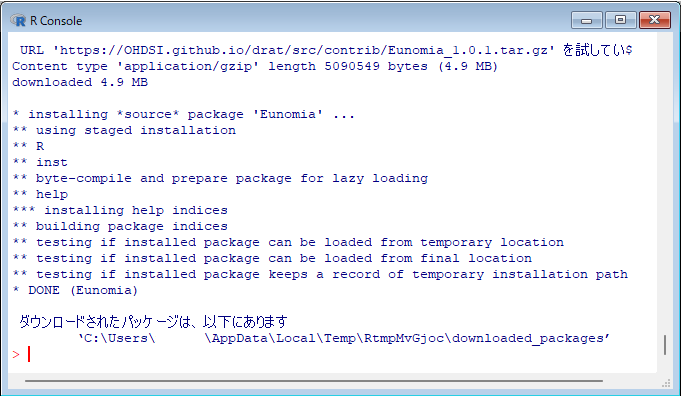 R Console
URL 'https://OHDSI.github.io/drat/src/contrib/Eunomia_1.0.1.tar.gz' を試してい$
Content type 'application/gzip' length 5090549 bytes (4.9 MB)
downloaded 4.9 MB
* installing *source* package 'Eunomia' ...
** using staged installation
** R
** inst
** byte-compile and prepare package for lazy loading
** help
*** installing help indices
** building package indices
** testing if installed package can be loaded from temporary location
** testing if installed package can be loaded from final location
** testing if installed package keeps a record of temporary installation path
* DONE (Eunomia)
ダウンロードされたパッケージは、以下にあります
‘C:\Users\ \AppData\Local\Temp\RtmpMvGjoc\downloaded_packages’
>